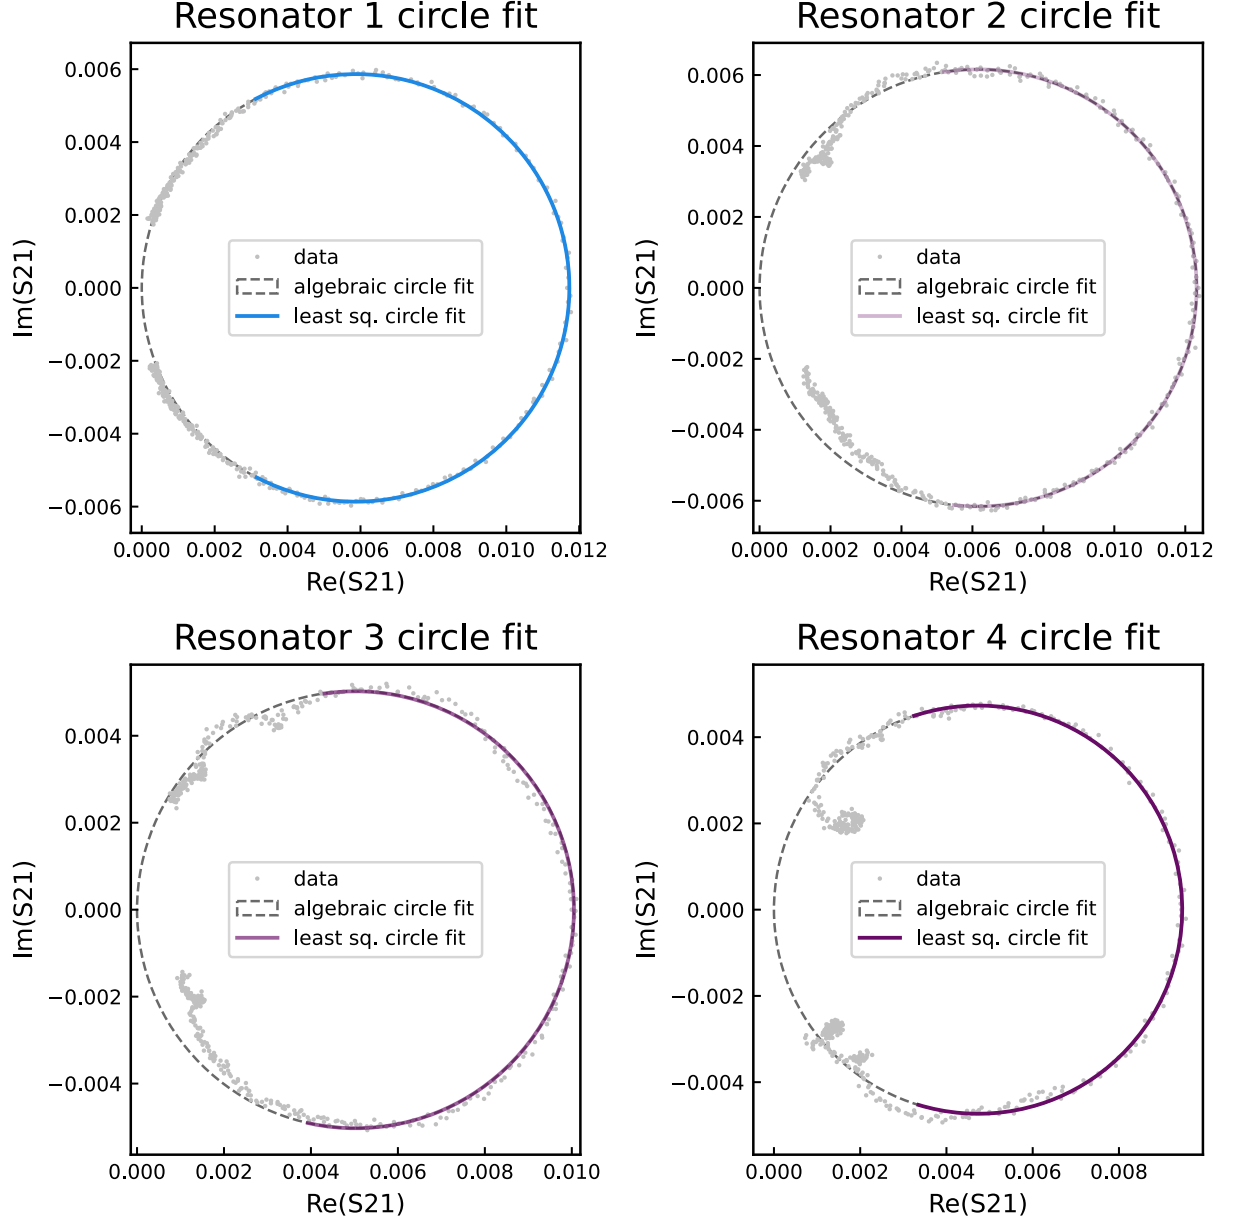 Resonator 1 circle fit
Im(S21)
0.006
0.004
0.002
0.000
−0.002
−0.004
−0.006
data
algebraic circle fit
least sq. circle fit
0.000 0.002 0.004 0.006 0.008 0.010 0.012
Re(S21)
Resonator 2 circle fit
Im(S21)
0.006
0.004
0.002
0.000
−0.002
−0.004
−0.006
data
algebraic circle fit
least sq. circle fit
0.000 0.002 0.004 0.006 0.008 0.010 0.012
Re(S21)
Resonator 3 circle fit
Im(S21)
0.004
0.002
0.000
−0.002
−0.004
data
algebraic circle fit
least sq. circle fit
0.000 0.002 0.004 0.006 0.008 0.010
Re(S21)
Resonator 4 circle fit
Im(S21)
0.004
0.002
0.000
−0.002
−0.004
data
algebraic circle fit
least sq. circle fit
0.000 0.002 0.004 0.006 0.008
Re(S21)